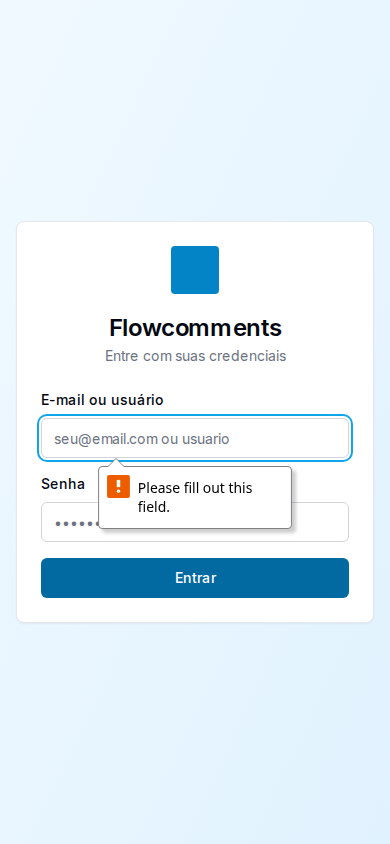 Flowcomments
Entre com suas credenciais
E-mail ou usuário
seu@email.com ou usuario
Please fill out this
field.
Senha
Entrar